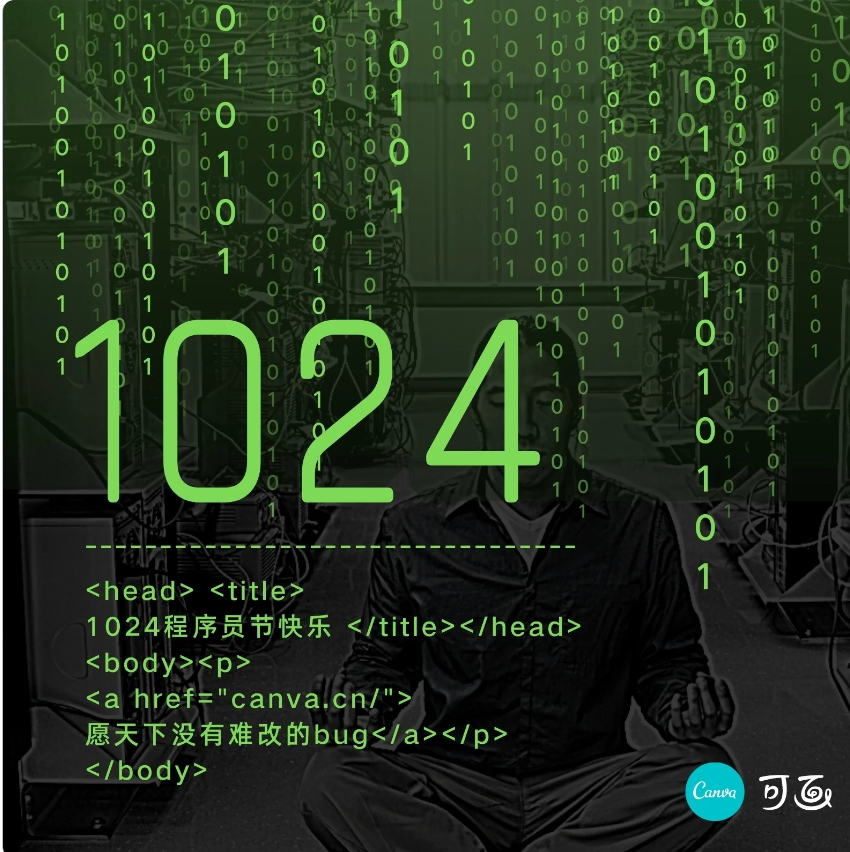 1024
--------------------------------
<head> <title>
1024程序员节快乐 </title></head>
<body><p>
<a href="canva.cn/">
愿天下没有难改的bug</a></p>
</body>
Canva 可画